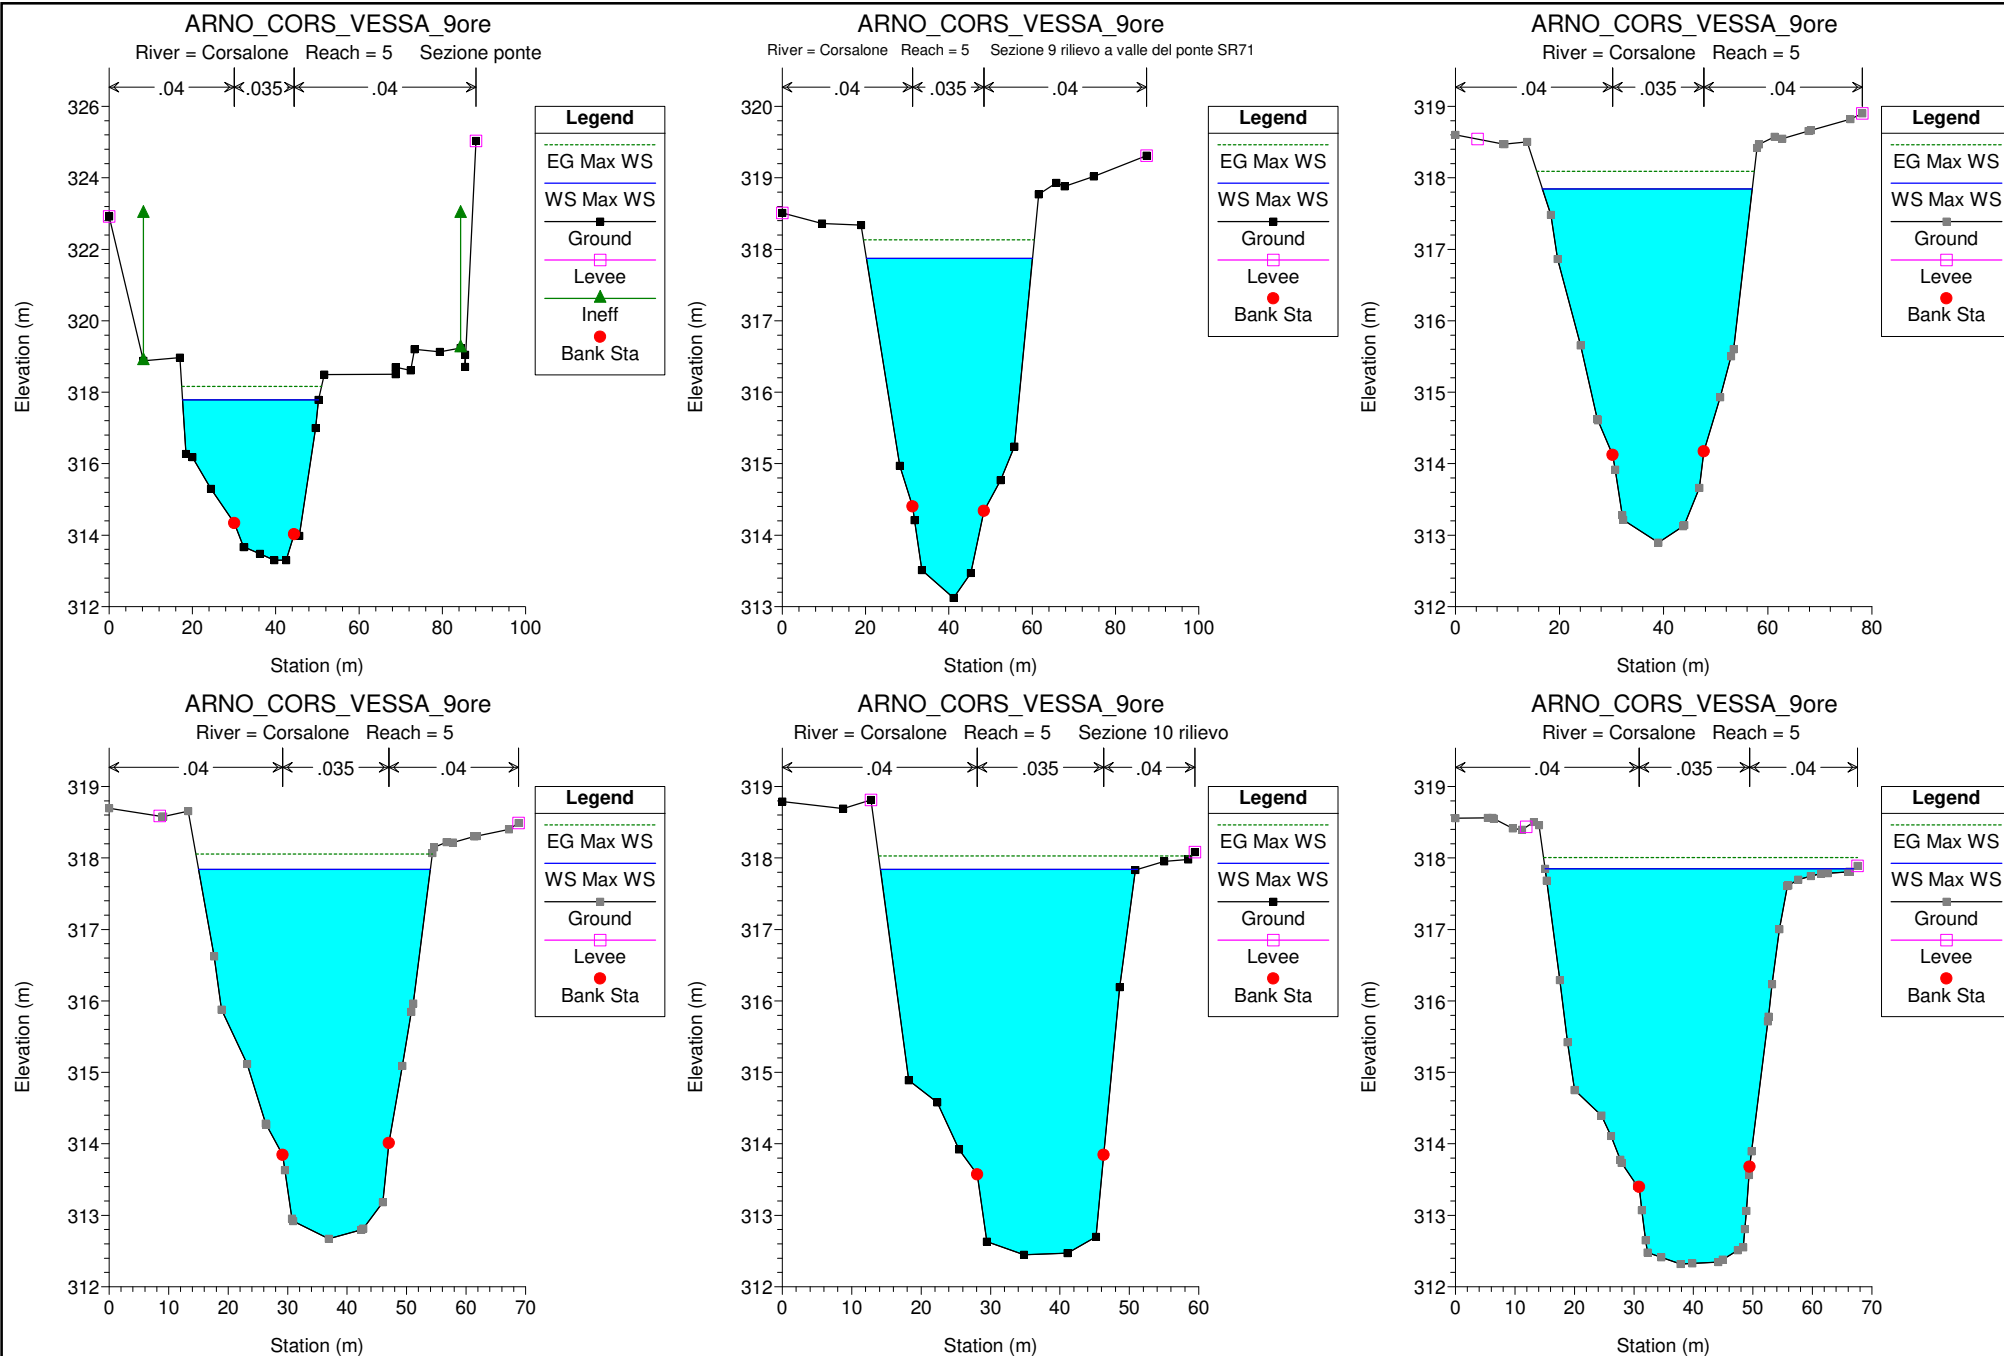 ARNO_CORS_VESSA_9ore
River = Corsalone Reach = 5 Sezione ponte
.04 .035 .04
326
324
322
320
318
316
314
312
0 20 40 60 80 100
Elevation (m)
Station (m)
Legend
EG Max WS
WS Max WS
Ground
Levee
Ineff
Bank Sta
ARNO_CORS_VESSA_9ore
River = Corsalone Reach = 5 Sezione 9 rilievo a valle del ponte SR71
.04 .035 .04
320
319
318
317
316
315
314
313
0 20 40 60 80 100
Elevation (m)
Station (m)
Legend
EG Max WS
WS Max WS
Ground
Levee
Bank Sta
ARNO_CORS_VESSA_9ore
River = Corsalone Reach = 5
.04 .035 .04
319
318
317
316
315
314
313
312
0 20 40 60 80
Elevation (m)
Station (m)
Legend
EG Max WS
WS Max WS
Ground
Levee
Bank Sta
ARNO_CORS_VESSA_9ore
River = Corsalone Reach = 5
.04 .035 .04
319
318
317
316
315
314
313
312
0 10 20 30 40 50 60 70
Elevation (m)
Station (m)
Legend
EG Max WS
WS Max WS
Ground
Levee
Bank Sta
ARNO_CORS_VESSA_9ore
River = Corsalone Reach = 5 Sezione 10 rilievo
.04 .035 .04
319
318
317
316
315
314
313
312
0 10 20 30 40 50 60
Elevation (m)
Station (m)
Legend
EG Max WS
WS Max WS
Ground
Levee
Bank Sta
ARNO_CORS_VESSA_9ore
River = Corsalone Reach = 5
.04 .035 .04
319
318
317
316
315
314
313
312
0 10 20 30 40 50 60 70
Elevation (m)
Station (m)
Legend
EG Max WS
WS Max WS
Ground
Levee
Bank Sta